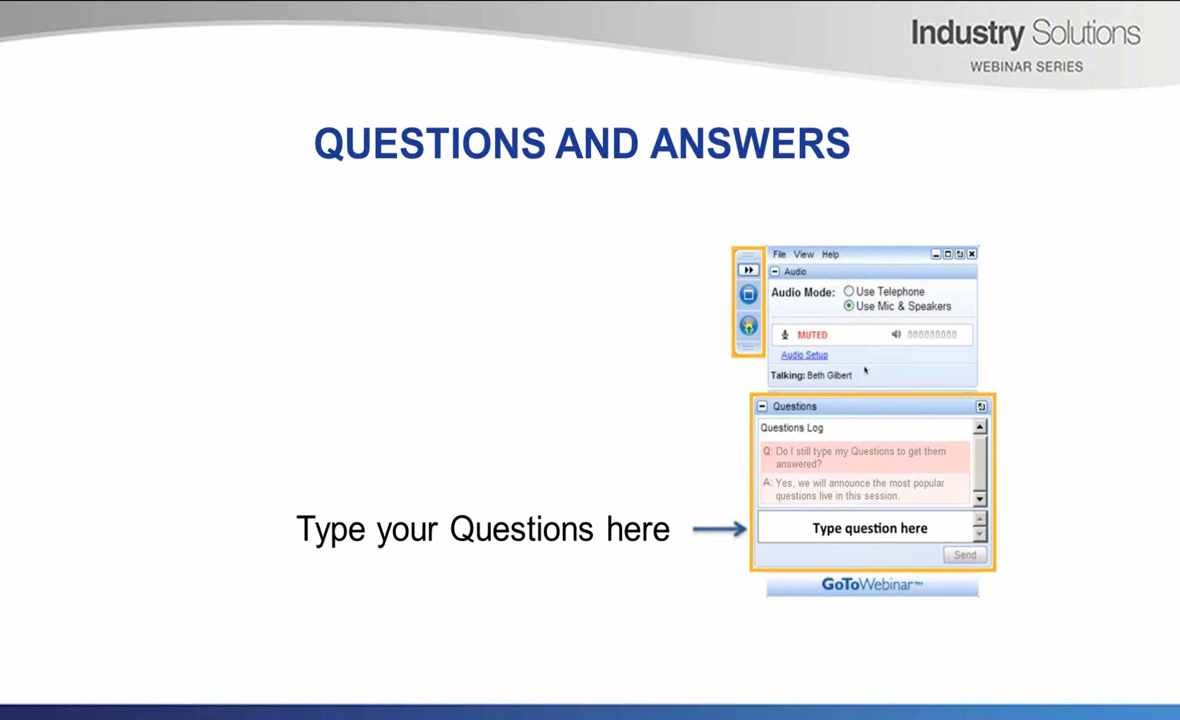 Industry Solutions
WEBINAR SERIES
QUESTIONS AND ANSWERS
File View Help
Audio
Audio Mode: Use Telephone
Use Mic & Speakers
MUTED 000000000
Audio Setup
Talking: Beth Gilbert
Questions
Questions Log
Q: Do I still type my Questions to get them
answered?
A: Yes, we will announce the most popular
questions live in this session.
Type your Questions here
Type question here
Send
GoToWebinar™